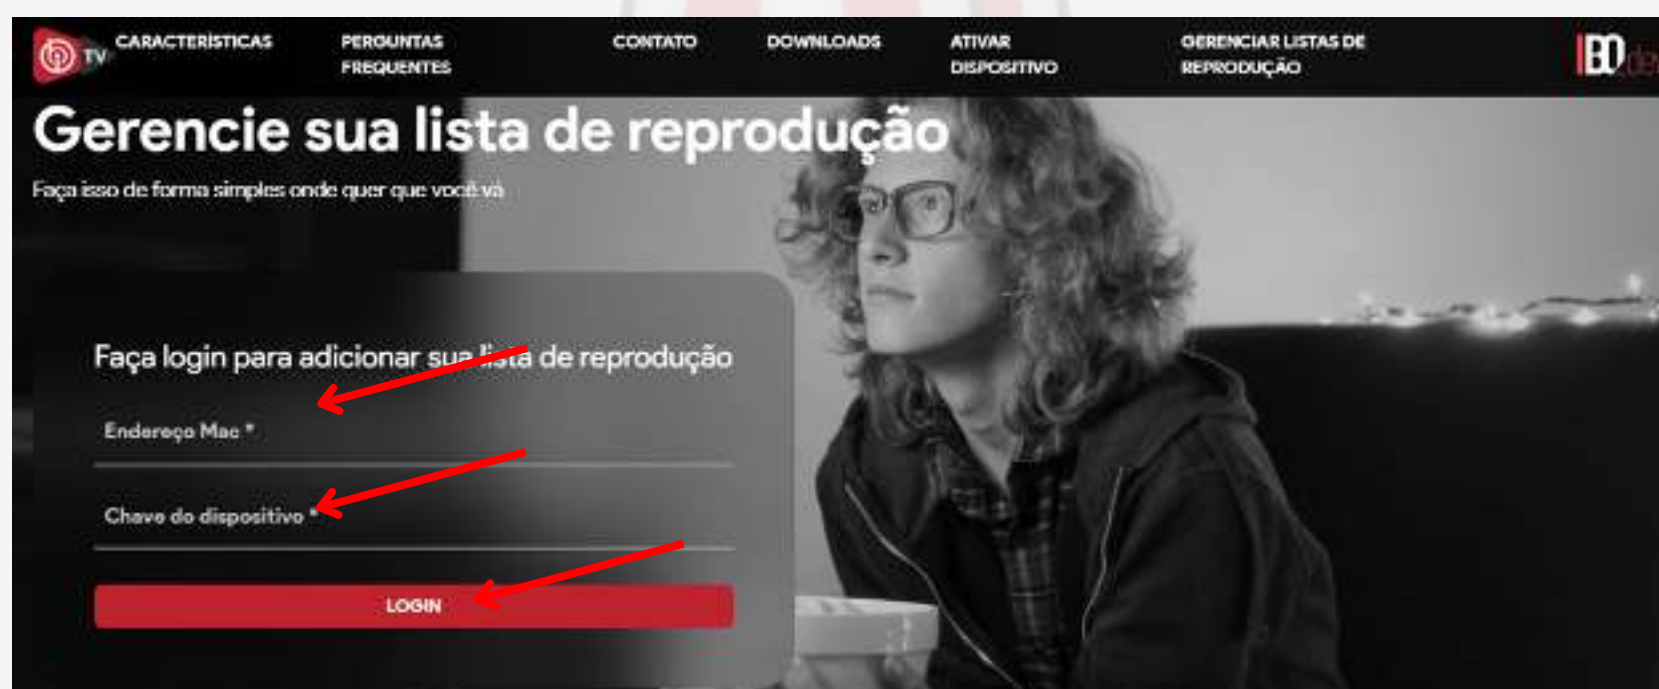 TV
CARACTERÍSTICAS
PERGUNTAS
FREQUENTES
CONTATO
DOWNLOADS
ATIVAR
DISPOSITIVO
GERENCIAR LISTAS DE
REPRODUÇÃO
IBO dev
Gerencie sua lista de reprodução
Faça isso de forma simples onde quer que você vá
Faça login para adicionar sua lista de reprodução
Endereço Mac *
Chave do dispositivo *
LOGIN